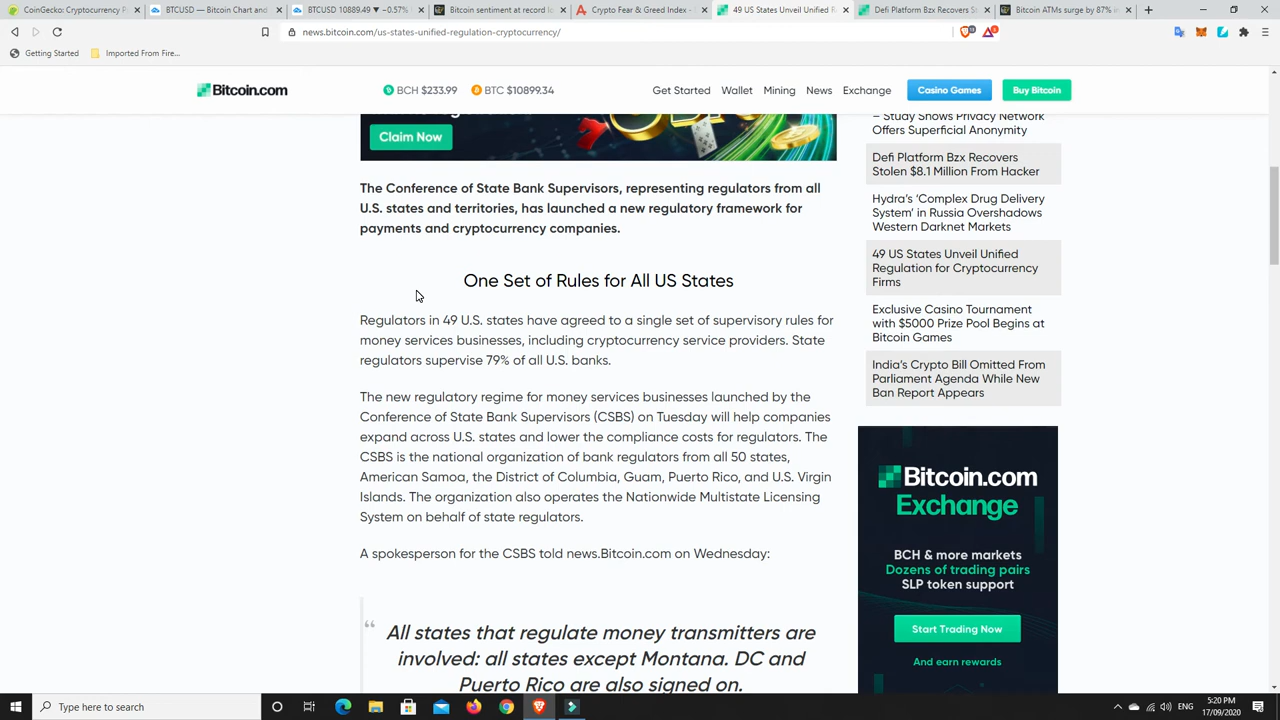 CoinGecko: Cryptocurrency P
BTCUSD — Bitcoin Chart and
BTCUSD 10889.49 ▼ −0.57%
Bitcoin sentiment at record lo
Crypto Fear & Greed Index -
49 US States Unveil Unified R
Defi Platform Bzx Recovers St
Bitcoin ATMs surge by 87% in
news.bitcoin.com/us-states-unified-regulation-cryptocurrency/
Getting Started
Imported From Fire...
Bitcoin.com
BCH $233.99
BTC $10899.34
Get Started
Wallet
Mining
News
Exchange
Casino Games
Buy Bitcoin
Claim Now
The Conference of State Bank Supervisors, representing regulators from all
U.S. states and territories, has launched a new regulatory framework for
payments and cryptocurrency companies.
One Set of Rules for All US States
Regulators in 49 U.S. states have agreed to a single set of supervisory rules for
money services businesses, including cryptocurrency service providers. State
regulators supervise 79% of all U.S. banks.
The new regulatory regime for money services businesses launched by the
Conference of State Bank Supervisors (CSBS) on Tuesday will help companies
expand across U.S. states and lower the compliance costs for regulators. The
CSBS is the national organization of bank regulators from all 50 states,
American Samoa, the District of Columbia, Guam, Puerto Rico, and U.S. Virgin
Islands. The organization also operates the Nationwide Multistate Licensing
System on behalf of state regulators.
A spokesperson for the CSBS told news.Bitcoin.com on Wednesday:
“
All states that regulate money transmitters are
involved: all states except Montana. DC and
Puerto Rico are also signed on.
– Study Shows Privacy Network
Offers Superficial Anonymity
Defi Platform Bzx Recovers
Stolen $8.1 Million From Hacker
Hydra's 'Complex Drug Delivery
System' in Russia Overshadows
Western Darknet Markets
49 US States Unveil Unified
Regulation for Cryptocurrency
Firms
Exclusive Casino Tournament
with $5000 Prize Pool Begins at
Bitcoin Games
India's Crypto Bill Omitted From
Parliament Agenda While New
Ban Report Appears
Bitcoin.com
Exchange
BCH & more markets
Dozens of trading pairs
SLP token support
Start Trading Now
And earn rewards
Type here to search
ENG
5:20 PM
17/09/2020